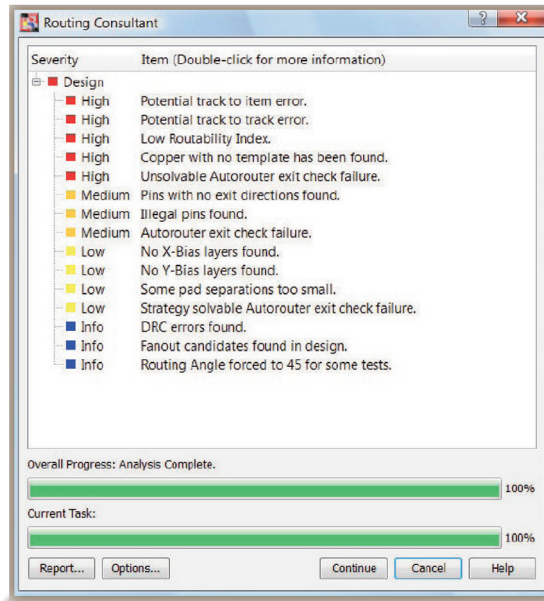 Routing Consultant
Severity Item (Double-click for more information)
Design
High Potential track to item error.
High Potential track to track error.
High Low Routability Index.
High Copper with no template has been found.
High Unsolvable Autorouter exit check failure.
Medium Pins with no exit directions found.
Medium Illegal pins found.
Medium Autorouter exit check failure.
Low No X-Bias layers found.
Low No Y-Bias layers found.
Low Some pad separations too small.
Low Strategy solvable Autorouter exit check failure.
Info DRC errors found.
Info Fanout candidates found in design.
Info Routing Angle forced to 45 for some tests.
Overall Progress: Analysis Complete.
100%
Current Task:
100%
Report... Options... Continue Cancel Help